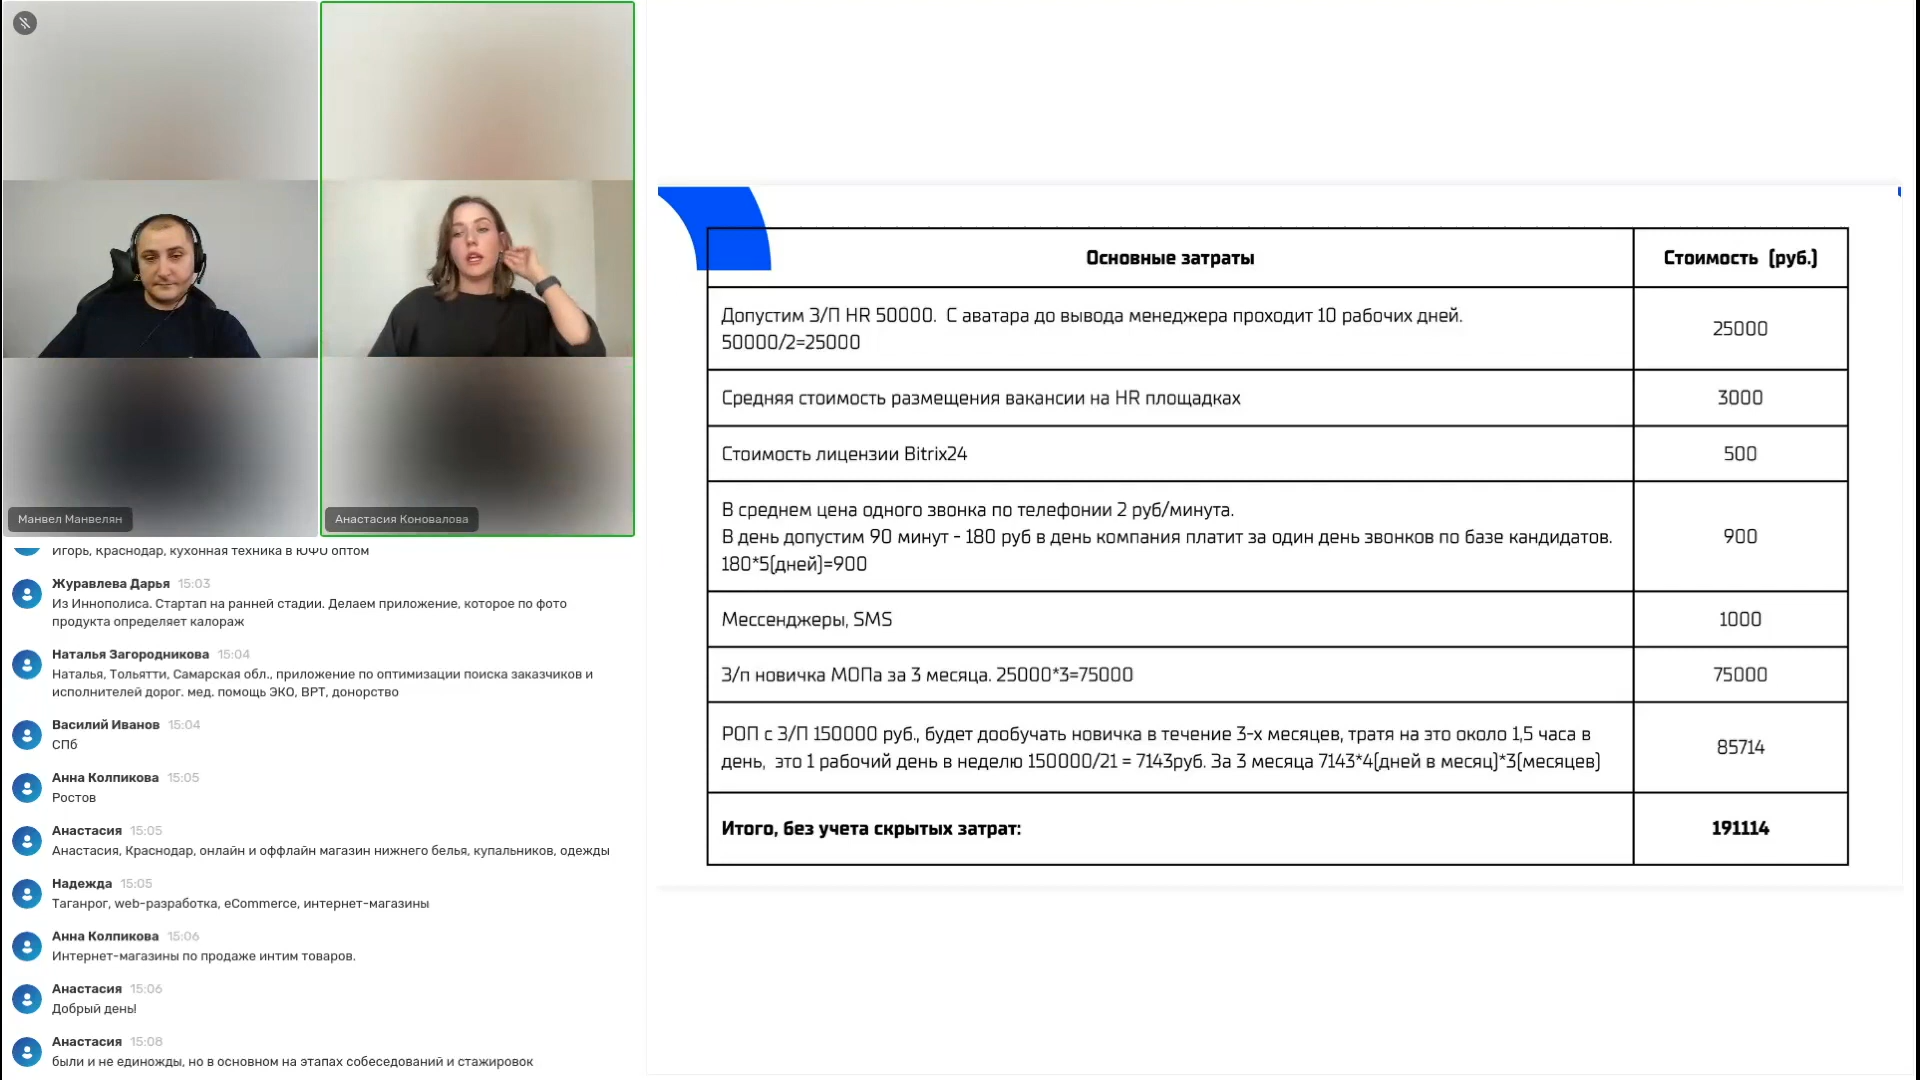 Манвел Манвелян
Анастасия Коновалова
Игорь, Краснодар, кухонная техника в ЮФО оптом
Журавлева Дарья 15:03
Из Иннополиса. Стартап на ранней стадии. Делаем приложение, которое по фото
продукта определяет калораж
Наталья Загородникова 15:04
Наталья, Тольятти, Самарская обл., приложение по оптимизации поиска заказчиков и
исполнителей дорог. мед. помощь ЭКО, ВРТ, донорство
Василий Иванов 15:04
СПб
Анна Колпикова 15:05
Ростов
Анастасия 15:05
Анастасия, Краснодар, онлайн и оффлайн магазин нижнего белья, купальников, одежды
Надежда 15:05
Таганрог, web-разработка, eCommerce, интернет-магазины
Анна Колпикова 15:06
Интернет-магазины по продаже интим товаров.
Анастасия 15:06
Добрый день!
Анастасия 15:08
были и не единожды, но в основном на этапах собеседований и стажировок
Основные затраты Стоимость (руб.)
Допустим З/П HR 50000. С аватара до вывода менеджера проходит 10 рабочих дней.
50000/2=25000
25000
Средняя стоимость размещения вакансии на HR площадках 3000
Стоимость лицензии Bitrix24 500
В среднем цена одного звонка по телефонии 2 руб/минута.
В день допустим 90 минут - 180 руб в день компания платит за один день звонков по базе кандидатов.
180*5(дней)=900
900
Мессенджеры, SMS 1000
З/п новичка МОПа за 3 месяца. 25000*3=75000 75000
РОП с З/П 150000 руб., будет дообучать новичка в течение 3-х месяцев, тратя на это около 1,5 часа в
день, это 1 рабочий день в неделю 150000/21 = 7143руб. За 3 месяца 7143*4(дней в месяц)*3(месяцев)
85714
Итого, без учета скрытых затрат: 191114